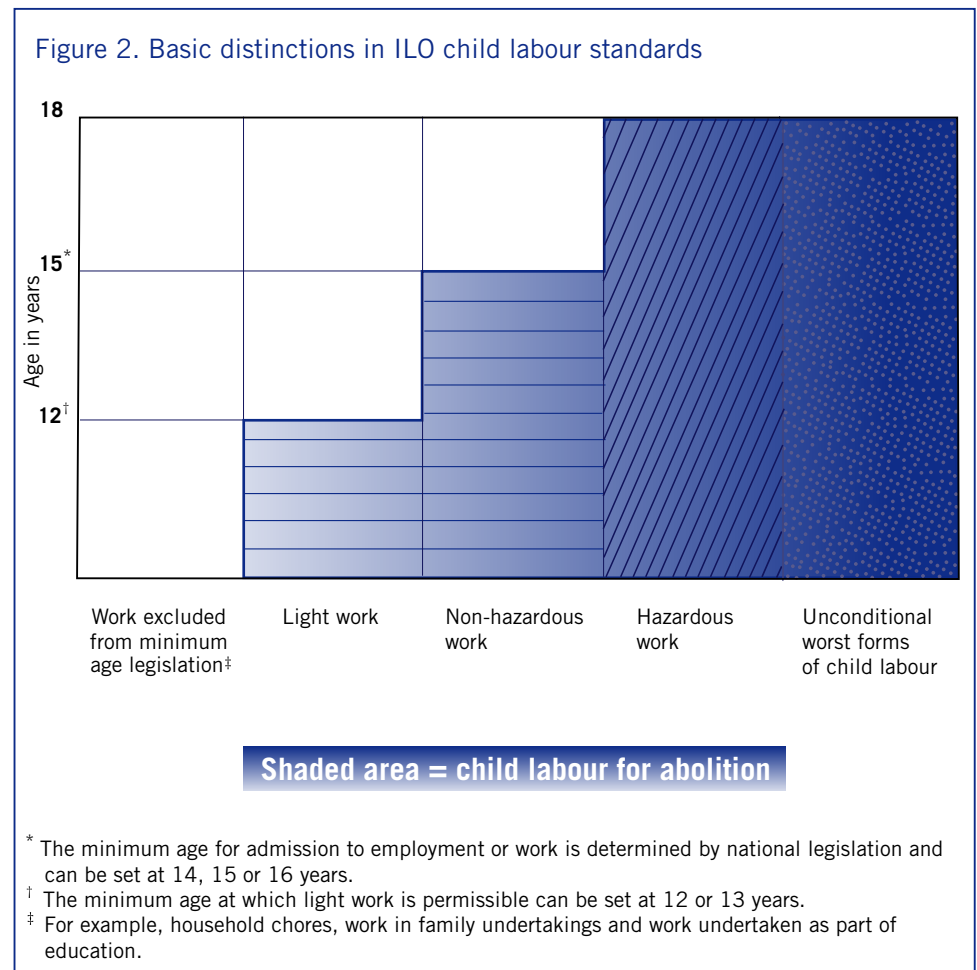 Figure 2. Basic distinctions in ILO child labour standards
18
15*
12†
Age in years
Work excluded
from minimum
age legislation‡
Light work
Non-hazardous
work
Hazardous
work
Unconditional
worst forms
of child labour
Shaded area = child labour for abolition
* The minimum age for admission to employment or work is determined by national legislation and
can be set at 14, 15 or 16 years.
† The minimum age at which light work is permissible can be set at 12 or 13 years.
‡ For example, household chores, work in family undertakings and work undertaken as part of
education.